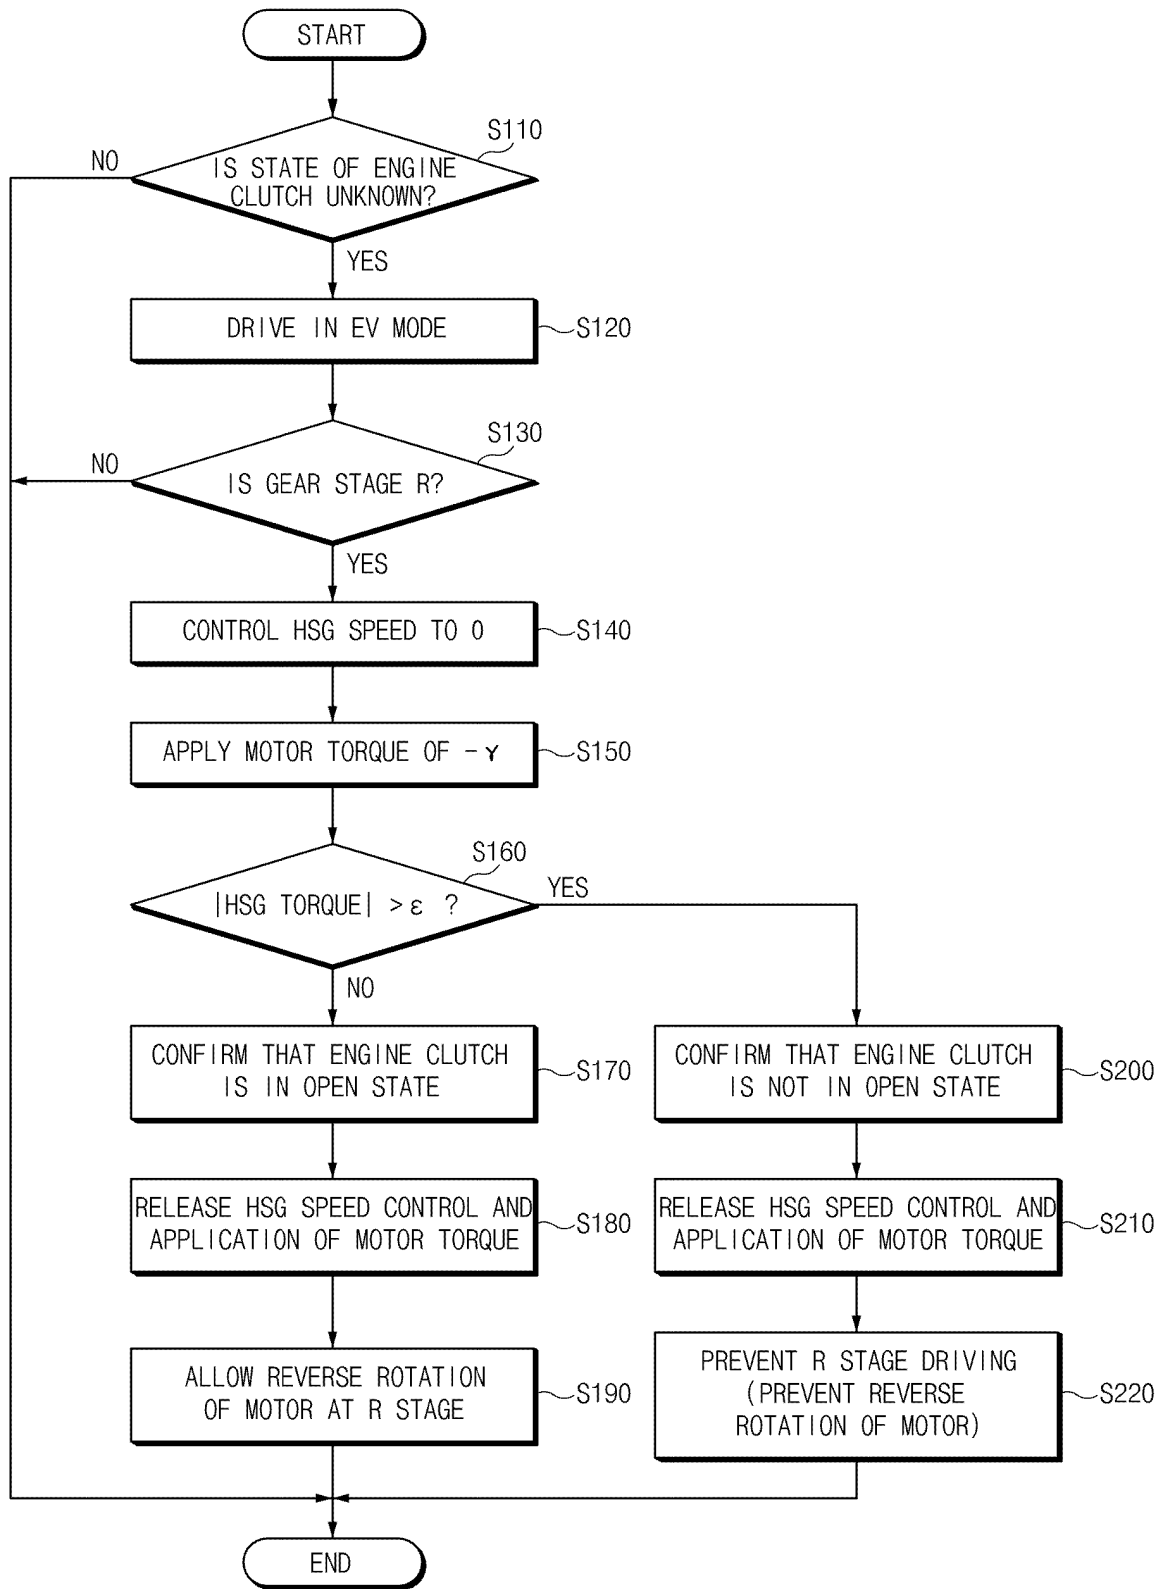 START
S110
NO
IS STATE OF ENGINE
CLUTCH UNKNOWN?
YES
DRIVE IN EV MODE
S120
S130
NO
IS GEAR STAGE R?
YES
CONTROL HSG SPEED TO 0
S140
APPLY MOTOR TORQUE OF -γ
S150
S160
|HSG TORQUE| > ε ?
YES
NO
CONFIRM THAT ENGINE CLUTCH
IS IN OPEN STATE
S170
CONFIRM THAT ENGINE CLUTCH
IS NOT IN OPEN STATE
S200
RELEASE HSG SPEED CONTROL AND
APPLICATION OF MOTOR TORQUE
S180
RELEASE HSG SPEED CONTROL AND
APPLICATION OF MOTOR TORQUE
S210
ALLOW REVERSE ROTATION
OF MOTOR AT R STAGE
S190
PREVENT R STAGE DRIVING
(PREVENT REVERSE
ROTATION OF MOTOR)
S220
END